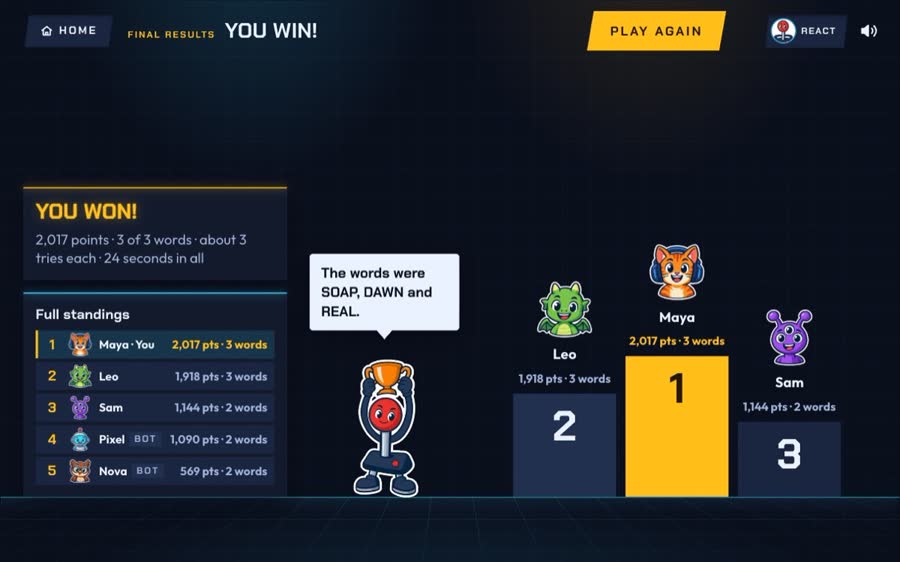 HOME
FINAL RESULTS YOU WIN!
PLAY AGAIN
REACT
YOU WON!
2,017 points · 3 of 3 words · about 3
tries each · 24 seconds in all
Full standings
1 Maya · You 2,017 pts · 3 words
2 Leo 1,918 pts · 3 words
3 Sam 1,144 pts · 2 words
4 Pixel BOT 1,090 pts · 2 words
5 Nova BOT 569 pts · 2 words
The words were
SOAP, DAWN and
REAL.
Leo
1,918 pts · 3 words
2
Maya
2,017 pts · 3 words
1
Sam
1,144 pts · 2 words
3